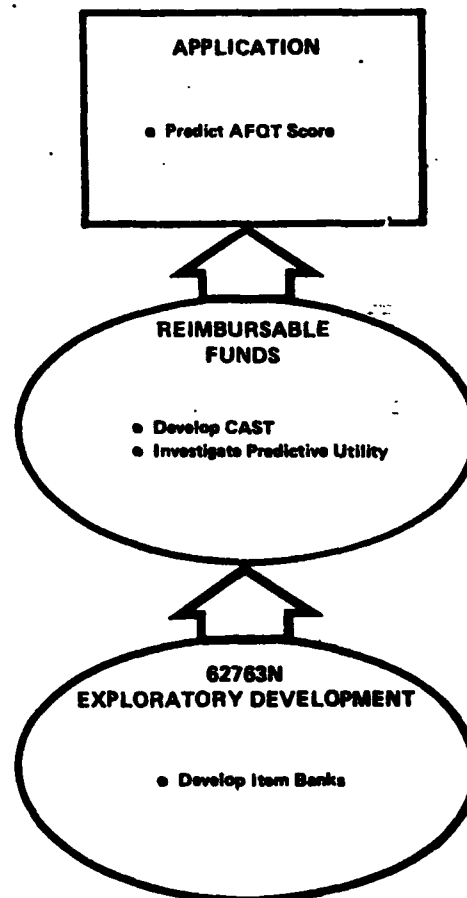 APPLICATION
• Predict AFQT Score
REIMBURSABLE
FUNDS
• Develop CAST
• Investigate Predictive Utility
62763N
EXPLORATORY DEVELOPMENT
• Develop Item Banks